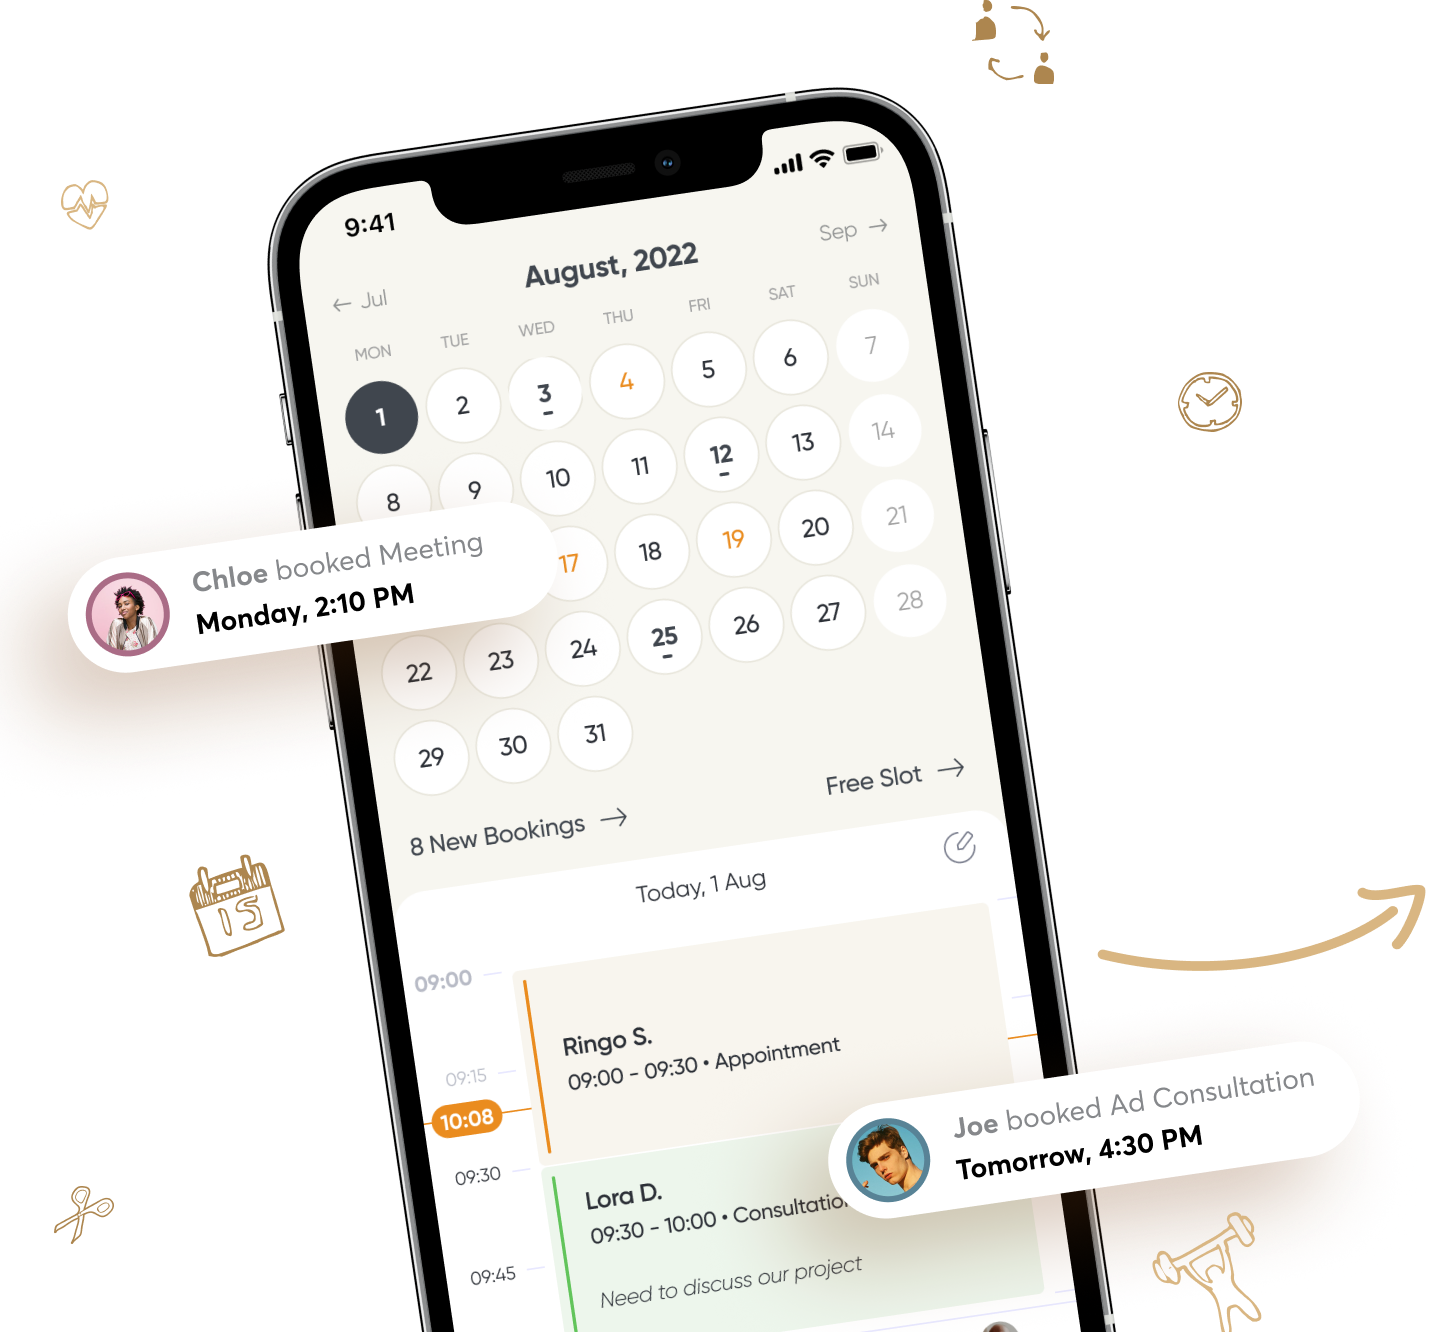 9:41
← Jul
August, 2022
Sep →
MON TUE WED THU FRI SAT SUN
1 2 3 4 5 6 7
8 9 10 11 12 13 14
17 18 19 20 21
22 23 24 25 26 27 28
29 30 31
Chloe booked Meeting
Monday, 2:10 PM
8 New Bookings →
Free Slot →
15
Today, 1 Aug
09:00
Ringo S.
09:00 - 09:30 • Appointment
09:15
10:08
09:30
Joe booked Ad Consultation
Tomorrow, 4:30 PM
Lora D.
09:30 - 10:00 • Consultation
09:45
Need to discuss our project